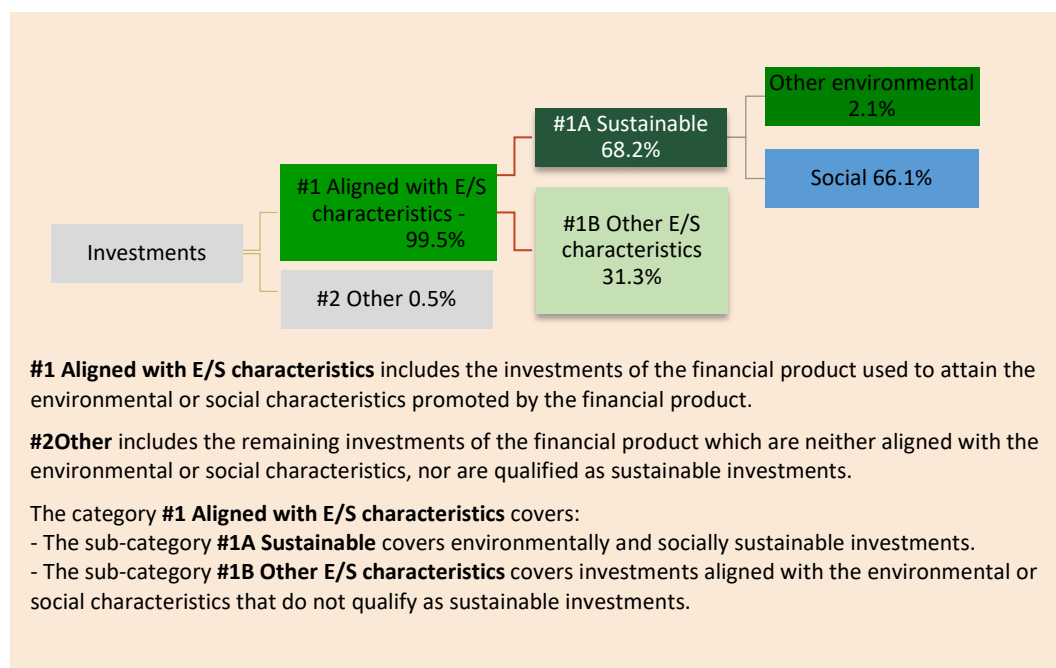 Other environmental
2.1%
#1A Sustainable
68.2%
Social 66.1%
#1 Aligned with E/S
characteristics -
99.5%
#1B Other E/S
characteristics
31.3%
Investments
#2 Other 0.5%
#1 Aligned with E/S characteristics includes the investments of the financial product used to attain the
environmental or social characteristics promoted by the financial product.
#2Other includes the remaining investments of the financial product which are neither aligned with the
environmental or social characteristics, nor are qualified as sustainable investments.
The category #1 Aligned with E/S characteristics covers:
- The sub-category #1A Sustainable covers environmentally and socially sustainable investments.
- The sub-category #1B Other E/S characteristics covers investments aligned with the environmental or
social characteristics that do not qualify as sustainable investments.